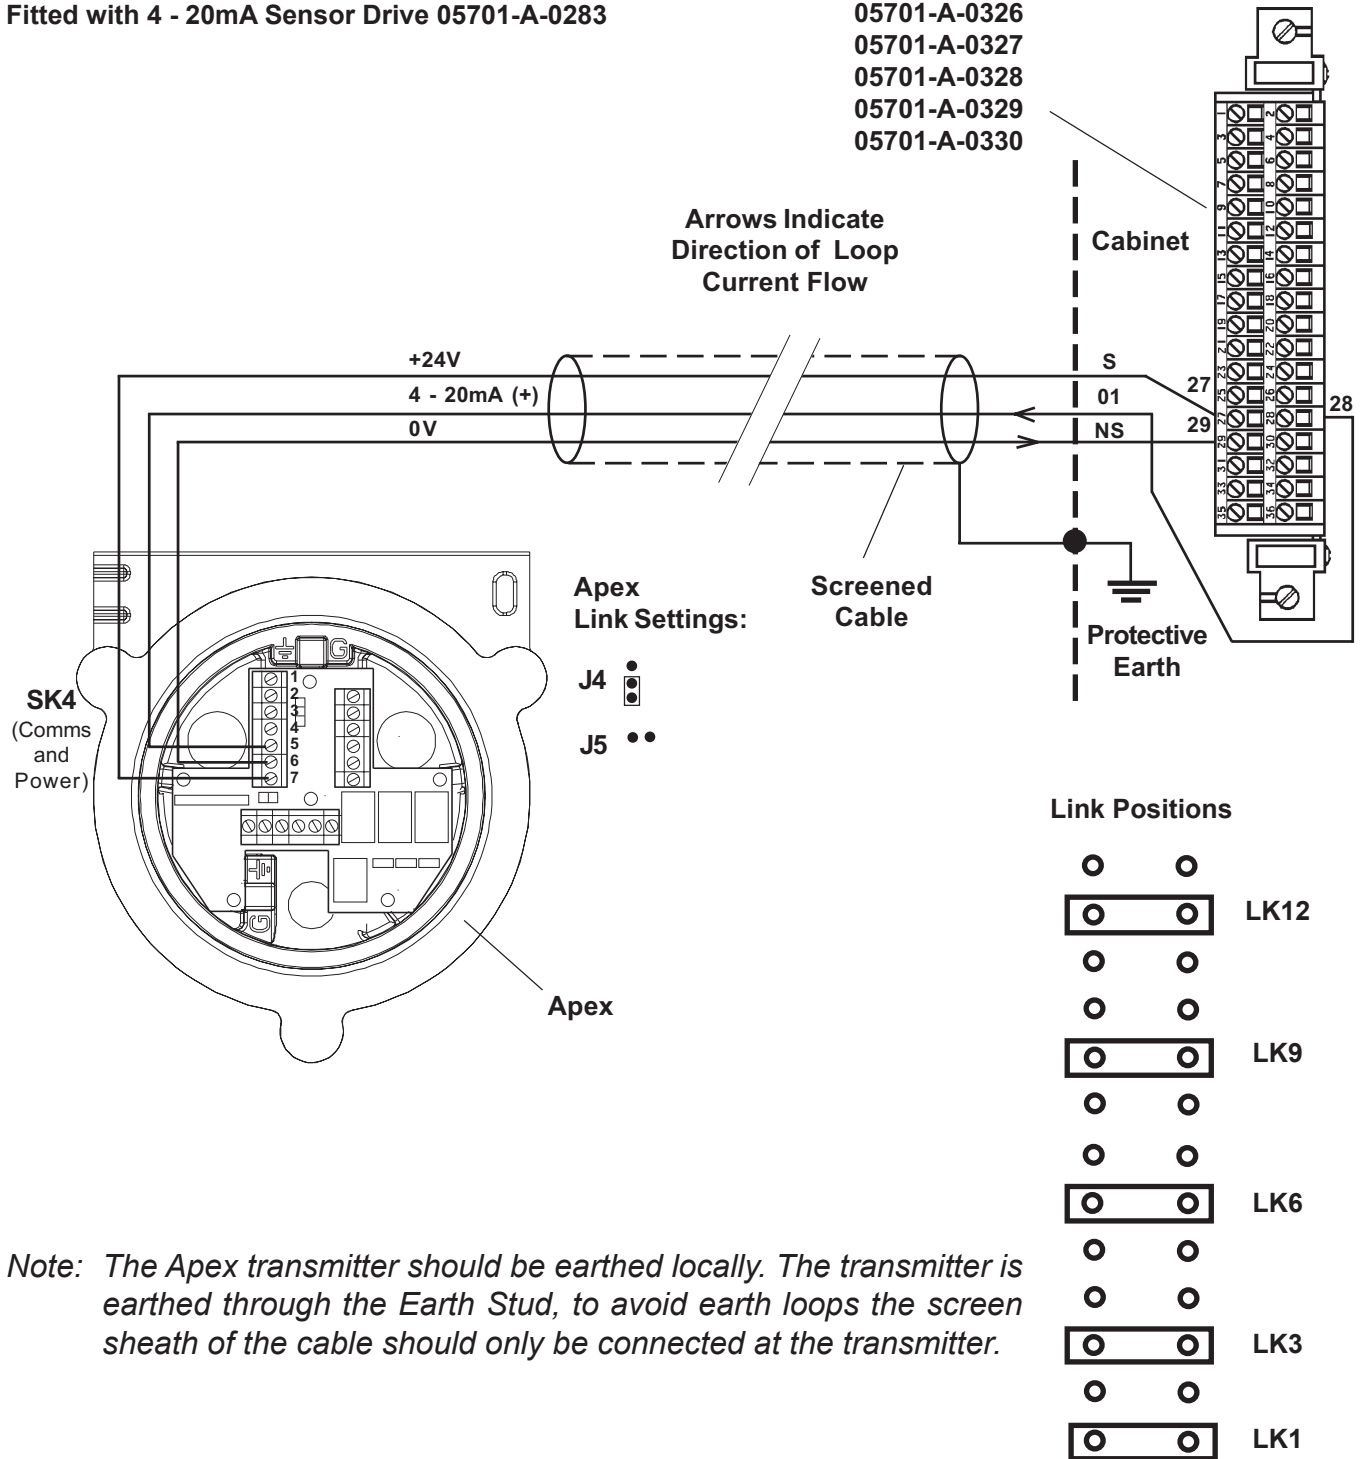 Fitted with 4 - 20mA Sensor Drive 05701-A-0283
05701-A-0326
05701-A-0327
05701-A-0328
05701-A-0329
05701-A-0330
Arrows Indicate
Direction of Loop
Current Flow
Cabinet
1 2
3 4
5 6
7 8
9 10
11 12
13 14
15 16
17 18
19 20
21 22
23 24
25 26
27 28
29 30
31 32
33 34
35 36
+24V
4 - 20mA (+)
0V
S
01
NS
27
29
28
Apex
Link Settings:
J4
J5
Screened
Cable
Protective
Earth
SK4
(Comms
and
Power)
1
2
3
4
5
6
7
G
G
Apex
Link Positions
LK12
LK9
LK6
LK3
LK1
Note: The Apex transmitter should be earthed locally. The transmitter is
earthed through the Earth Stud, to avoid earth loops the screen
sheath of the cable should only be connected at the transmitter.